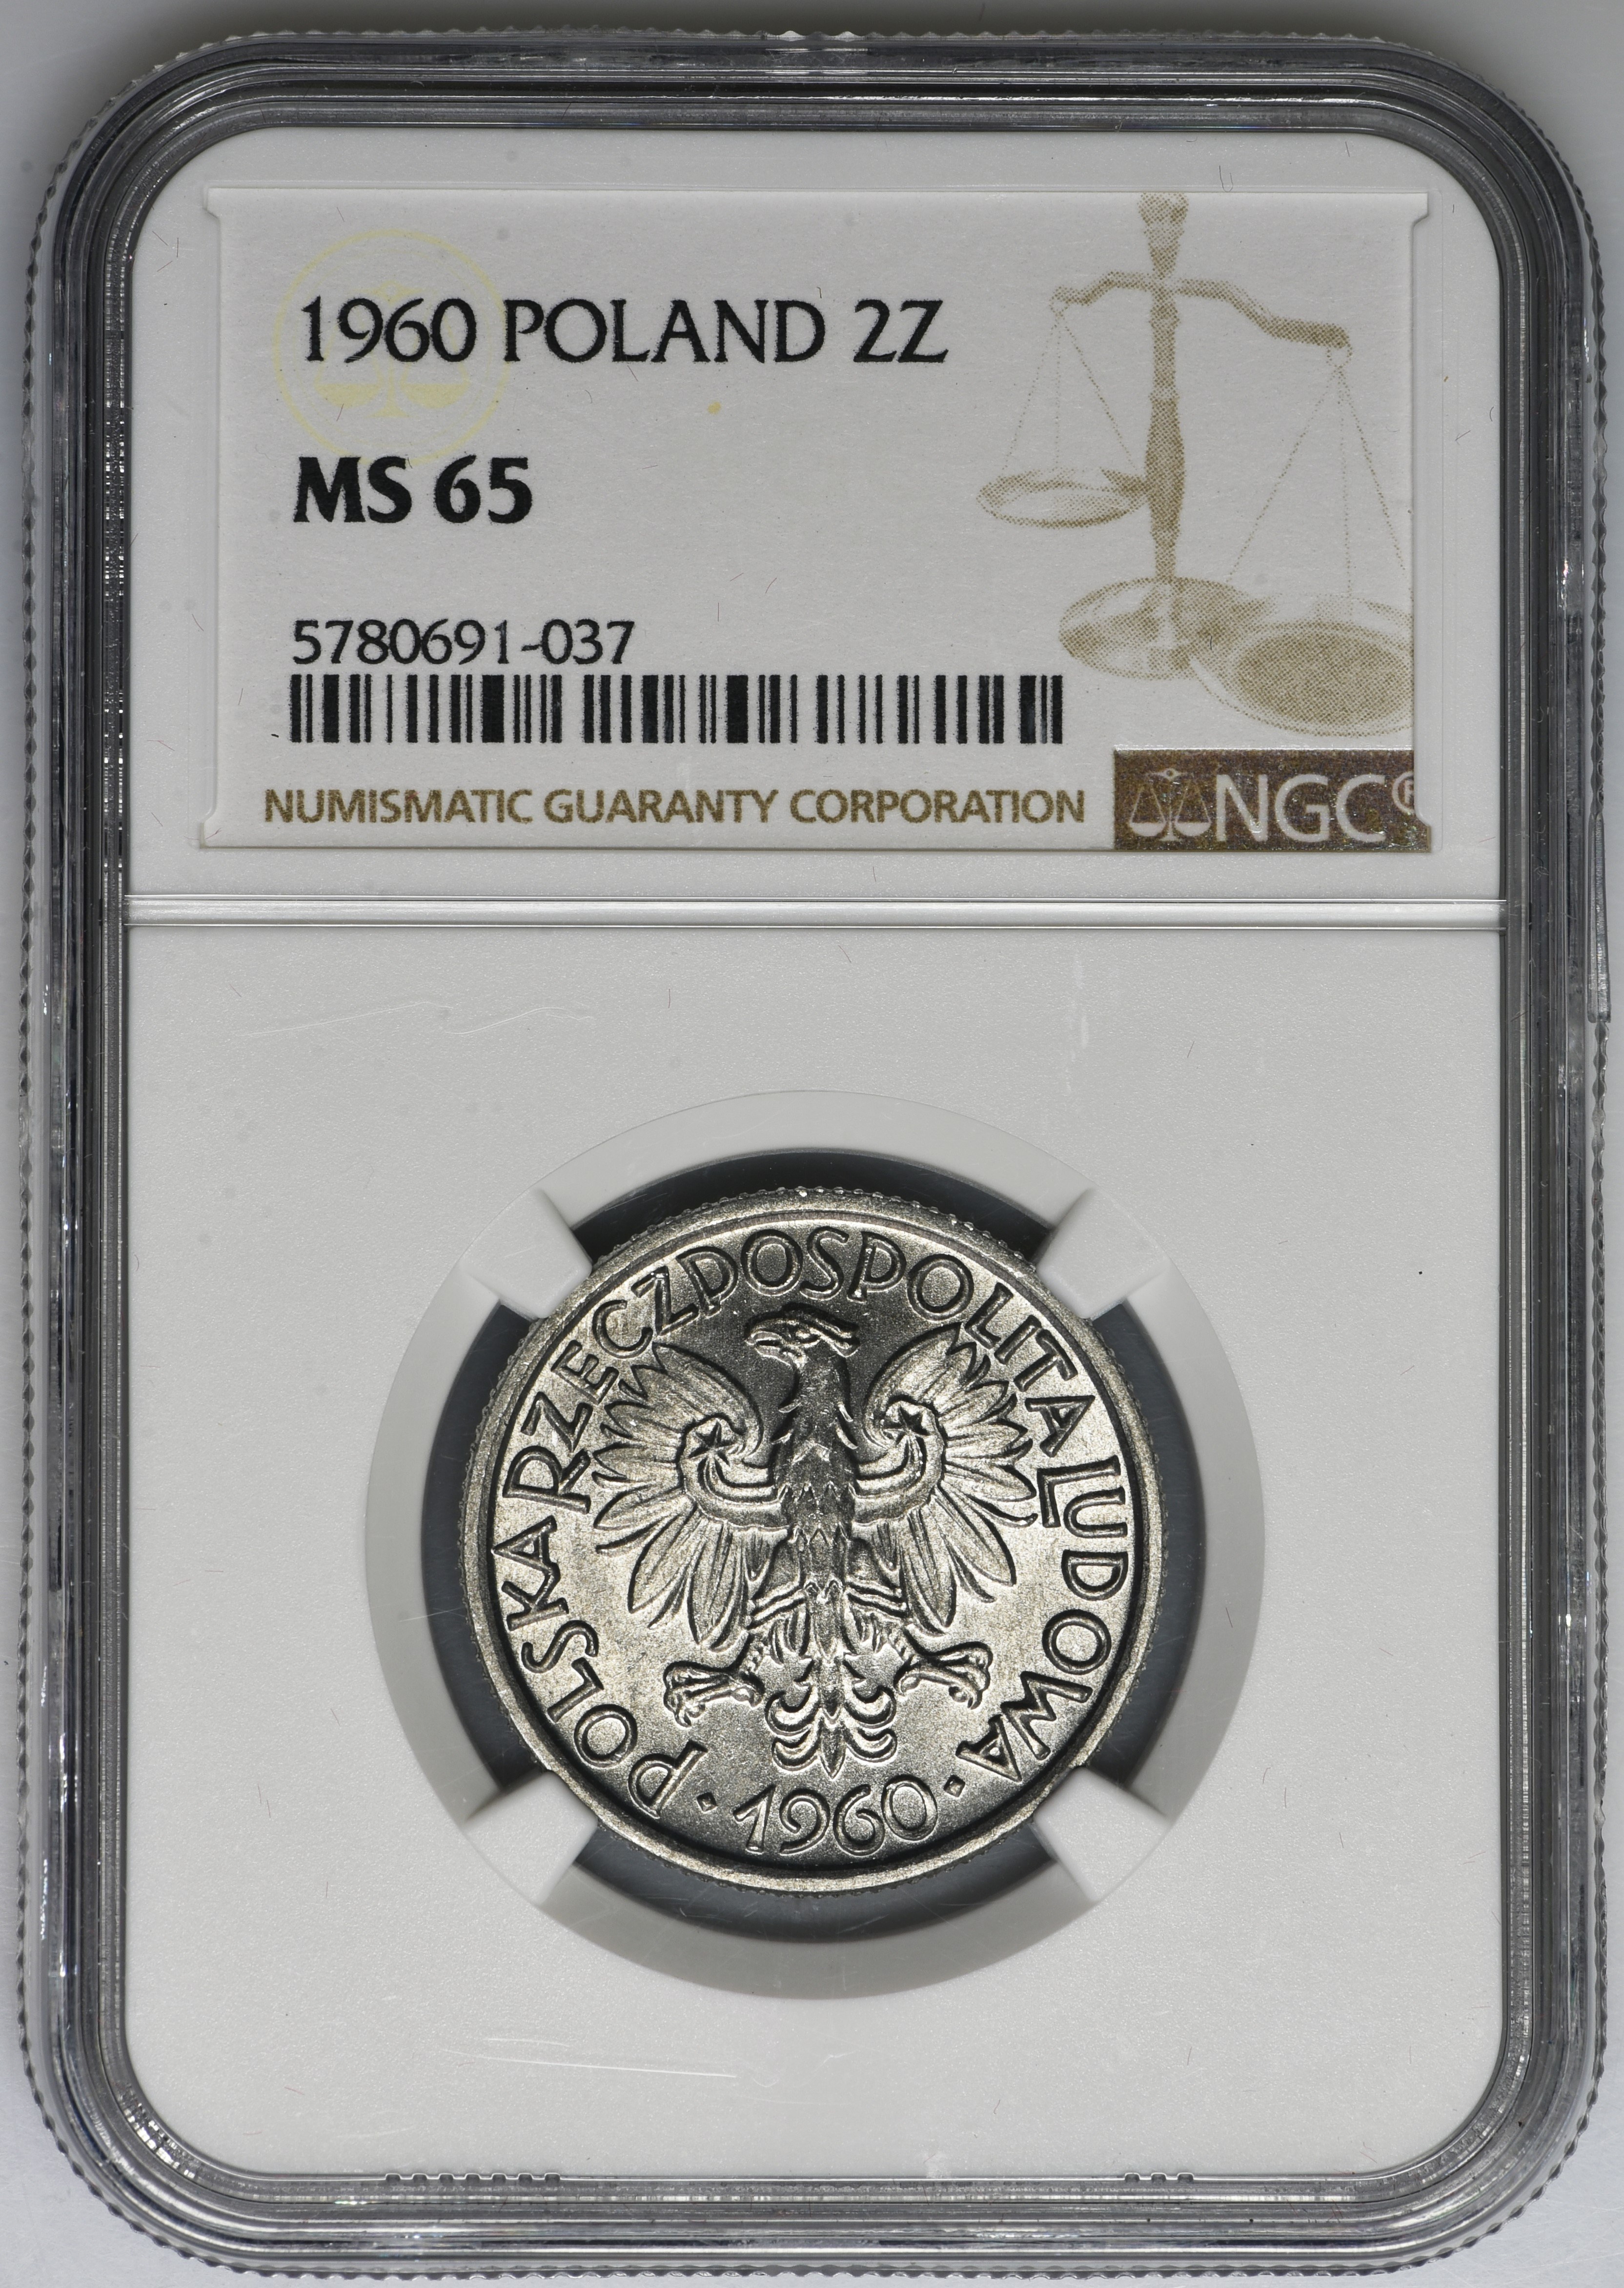 1960 POLAND 2Z
MS 65
5780691-037
NUMISMATIC GUARANTY CORPORATION
NGC®
POLSKA RZECZPOSPOLITA LUDOWA
· 1960 ·